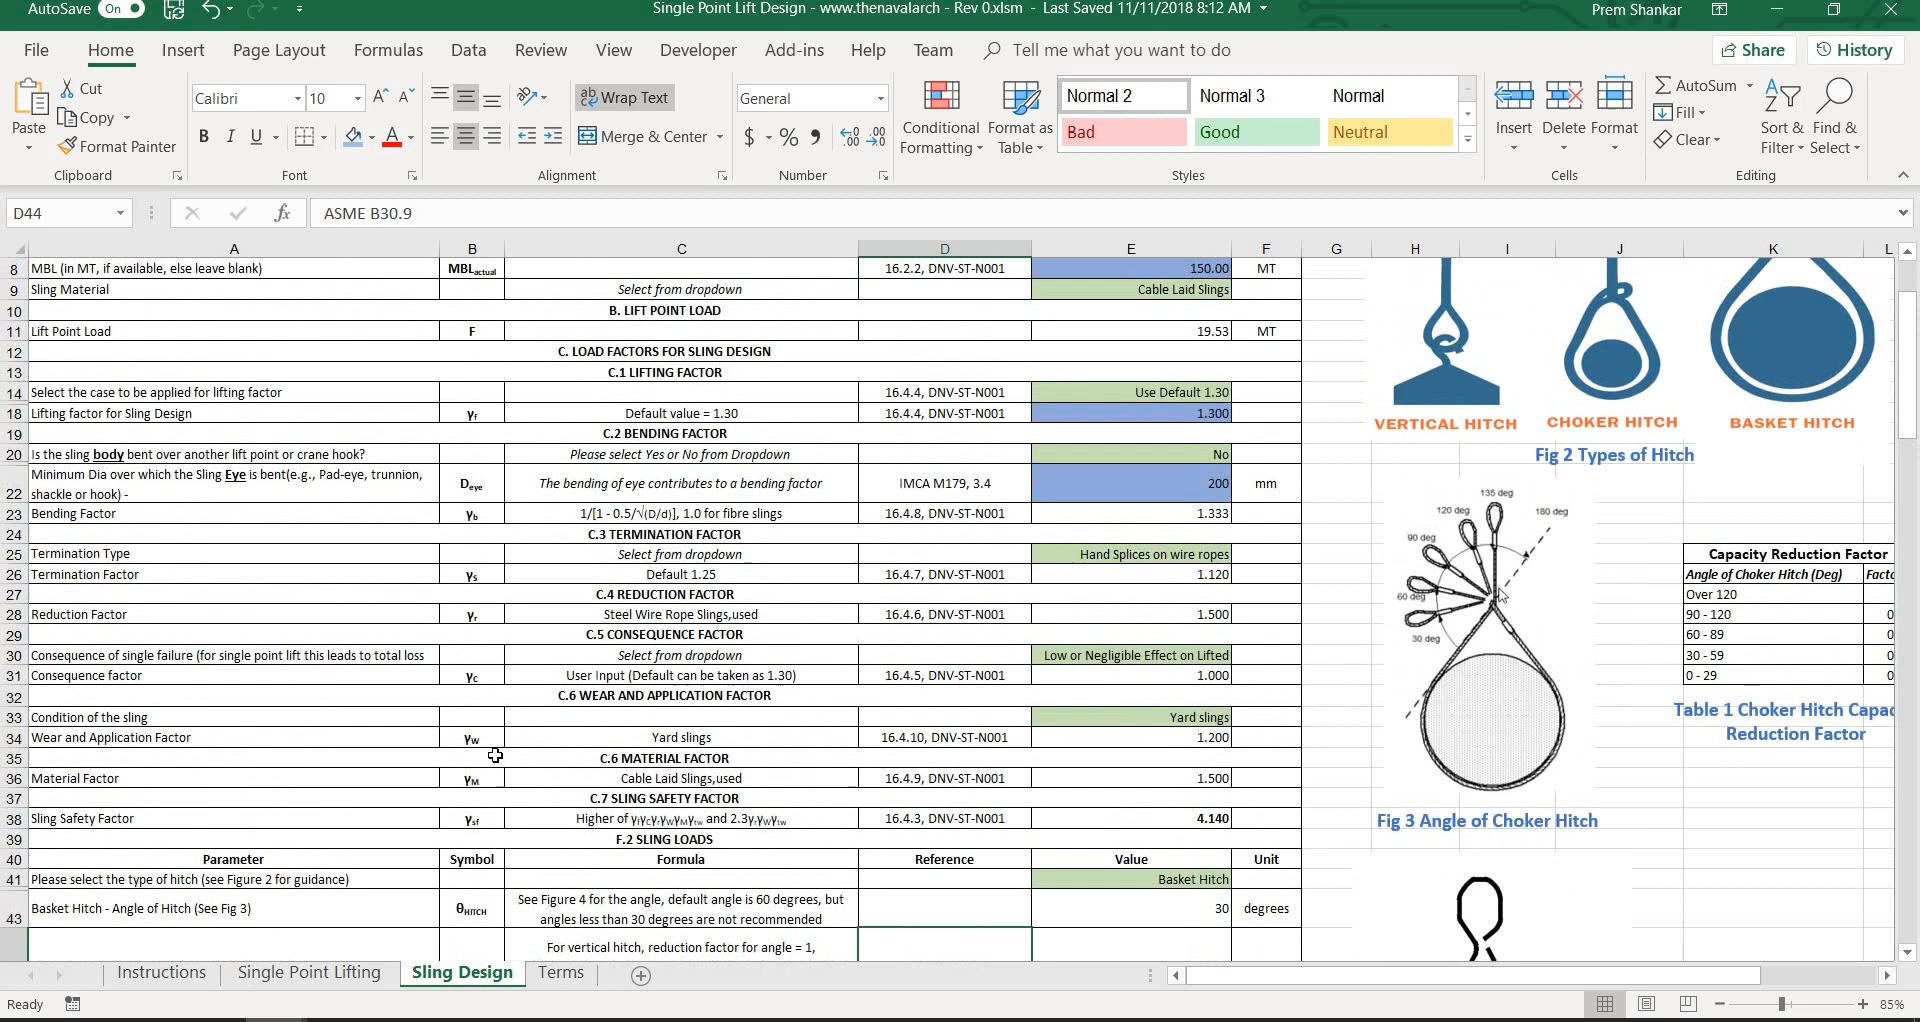 AutoSave On Single Point Lift Design - www.thenavalarch - Rev 0.xlsm - Last Saved 11/11/2018 8:12 AM Prem Shankar
File Home Insert Page Layout Formulas Data Review View Developer Add-ins Help Team Tell me what you want to do Share History
Paste
Cut
Copy
Format Painter
Clipboard
Calibri 10
B I U
Font
Wrap Text
Merge & Center
Alignment
General
$ % ,
Number
Conditional Formatting
Format as Table
Normal 2 Normal 3 Normal
Bad Good Neutral
Styles
Insert Delete Format
Cells
AutoSum
Fill
Clear
Sort & Filter
Find & Select
Editing
D44 fx ASME B30.9
A B C D E F G H I J K L
8 MBL (in MT, if available, else leave blank) MBLactual 16.2.2, DNV-ST-N001 150.00 MT
9 Sling Material Select from dropdown Cable Laid Slings
10 B. LIFT POINT LOAD
11 Lift Point Load F 19.53 MT
12 C. LOAD FACTORS FOR SLING DESIGN
13 C.1 LIFTING FACTOR
14 Select the case to be applied for lifting factor 16.4.4, DNV-ST-N001 Use Default 1.30
18 Lifting factor for Sling Design γf Default value = 1.30 16.4.4, DNV-ST-N001 1.300
19 C.2 BENDING FACTOR
20 Is the sling body bent over another lift point or crane hook? Please select Yes or No from Dropdown No
22 Minimum Dia over which the Sling Eye is bent(e.g., Pad-eye, trunnion, shackle or hook) - Deye The bending of eye contributes to a bending factor IMCA M179, 3.4 200 mm
23 Bending Factor γb 1/[1 - 0.5/√(D/d)], 1.0 for fibre slings 16.4.8, DNV-ST-N001 1.333
24 C.3 TERMINATION FACTOR
25 Termination Type Select from dropdown Hand Splices on wire ropes
26 Termination Factor γs Default 1.25 16.4.7, DNV-ST-N001 1.120
27 C.4 REDUCTION FACTOR
28 Reduction Factor γr Steel Wire Rope Slings,used 16.4.6, DNV-ST-N001 1.500
29 C.5 CONSEQUENCE FACTOR
30 Consequence of single failure (for single point lift this leads to total loss Select from dropdown Low or Negligible Effect on Lifted
31 Consequence factor γC User Input (Default can be taken as 1.30) 16.4.5, DNV-ST-N001 1.000
32 C.6 WEAR AND APPLICATION FACTOR
33 Condition of the sling Yard slings
34 Wear and Application Factor γW Yard slings 16.4.10, DNV-ST-N001 1.200
35 C.6 MATERIAL FACTOR
36 Material Factor γM Cable Laid Slings,used 16.4.9, DNV-ST-N001 1.500
37 C.7 SLING SAFETY FACTOR
38 Sling Safety Factor γsf Higher of γfγCγrγWγMγtw and 2.3γrγWγtw 16.4.3, DNV-ST-N001 4.140
39 F.2 SLING LOADS
40 Parameter Symbol Formula Reference Value Unit
41 Please select the type of hitch (see Figure 2 for guidance) Basket Hitch
43 Basket Hitch - Angle of Hitch (See Fig 3) θHITCH See Figure 4 for the angle, default angle is 60 degrees, but angles less than 30 degrees are not recommended 30 degrees
For vertical hitch, reduction factor for angle = 1,
VERTICAL HITCH CHOKER HITCH BASKET HITCH
Fig 2 Types of Hitch
135 deg
120 deg 180 deg
90 deg
60 deg
30 deg
Fig 3 Angle of Choker Hitch
Capacity Reduction Factor
Angle of Choker Hitch (Deg) Facto
Over 120
90 - 120 0
60 - 89 0
30 - 59 0
0 - 29 0
Table 1 Choker Hitch Capac
Reduction Factor
Instructions Single Point Lifting Sling Design Terms
Ready 85%